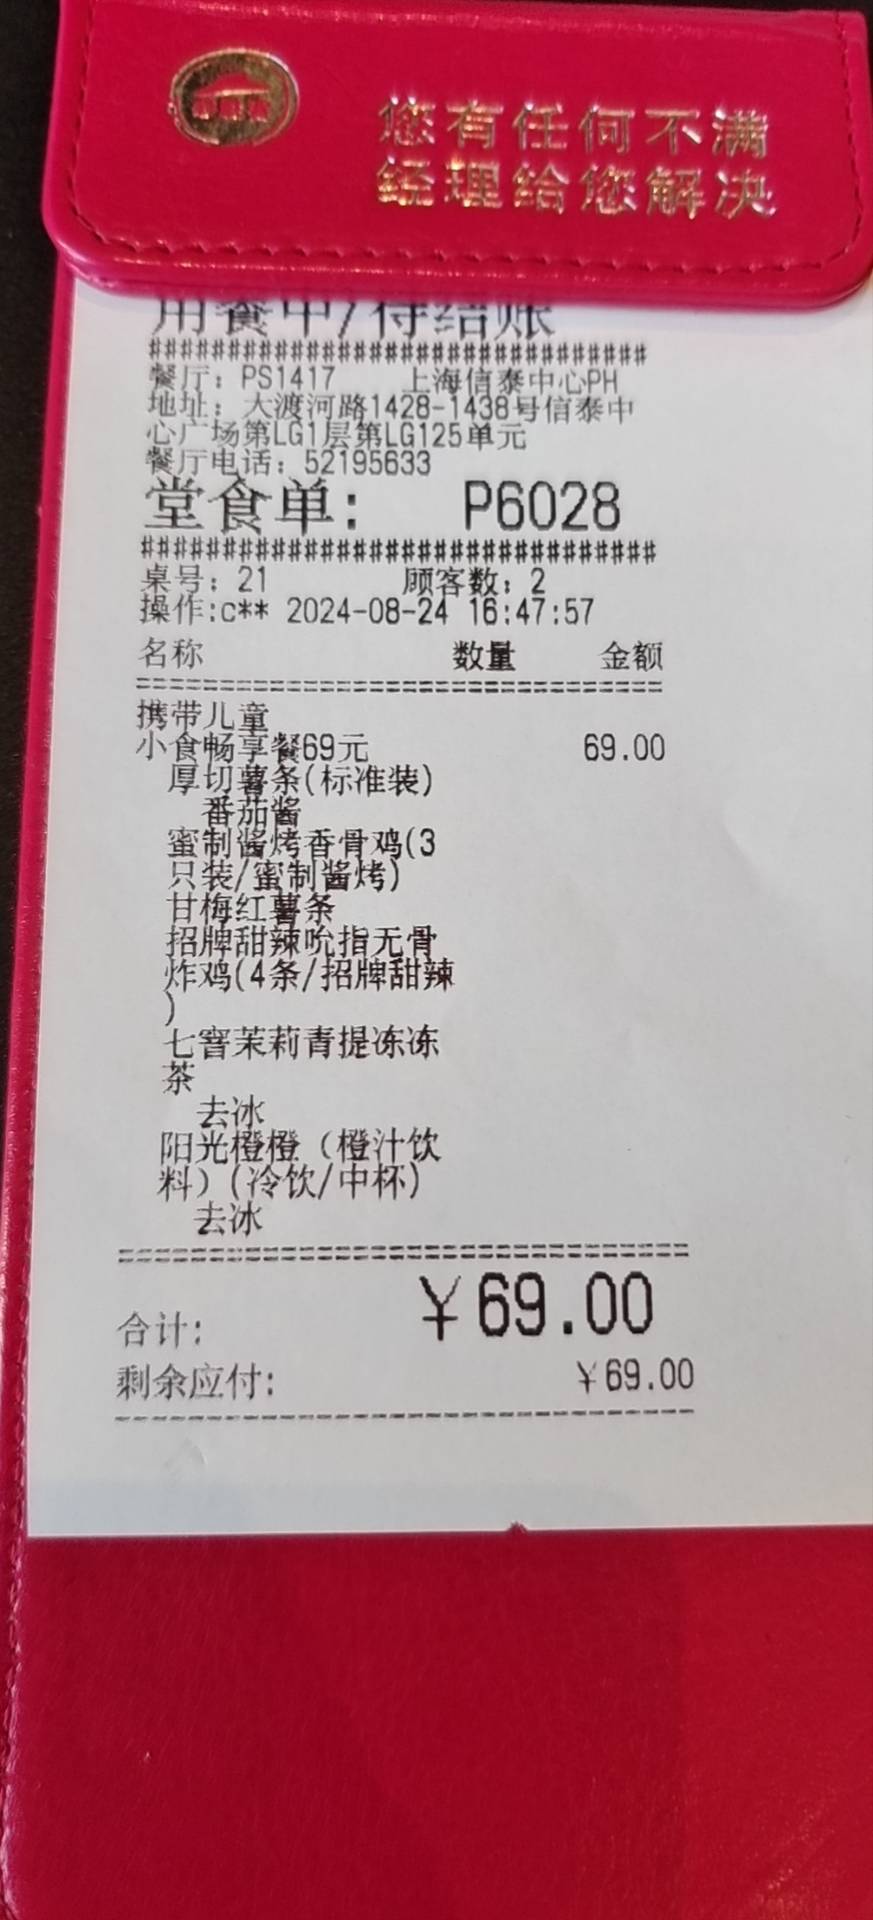 您有任何不满
经理给您解决
用餐中/待结账
################################
餐厅：PS1417 上海信泰中心PH
地址：大渡河路1428-1438号信泰中
心广场第LG1层第LG125单元
餐厅电话：52195633
堂食单: P6028
################################
桌号：21 顾客数：2
操作:c** 2024-08-24 16:47:57
名称 数量 金额
================================
携带儿童
小食畅享餐69元 69.00
厚切薯条(标准装)
番茄酱
蜜制酱烤香骨鸡(3
只装/蜜制酱烤)
甘梅红薯条
招牌甜辣吮指无骨
炸鸡(4条/招牌甜辣
)
七窨茉莉青提冻冻
茶
去冰
阳光橙橙（橙汁饮
料）(冷饮/中杯)
去冰
================================
合计: ¥69.00
剩余应付: ¥69.00
--------------------------------